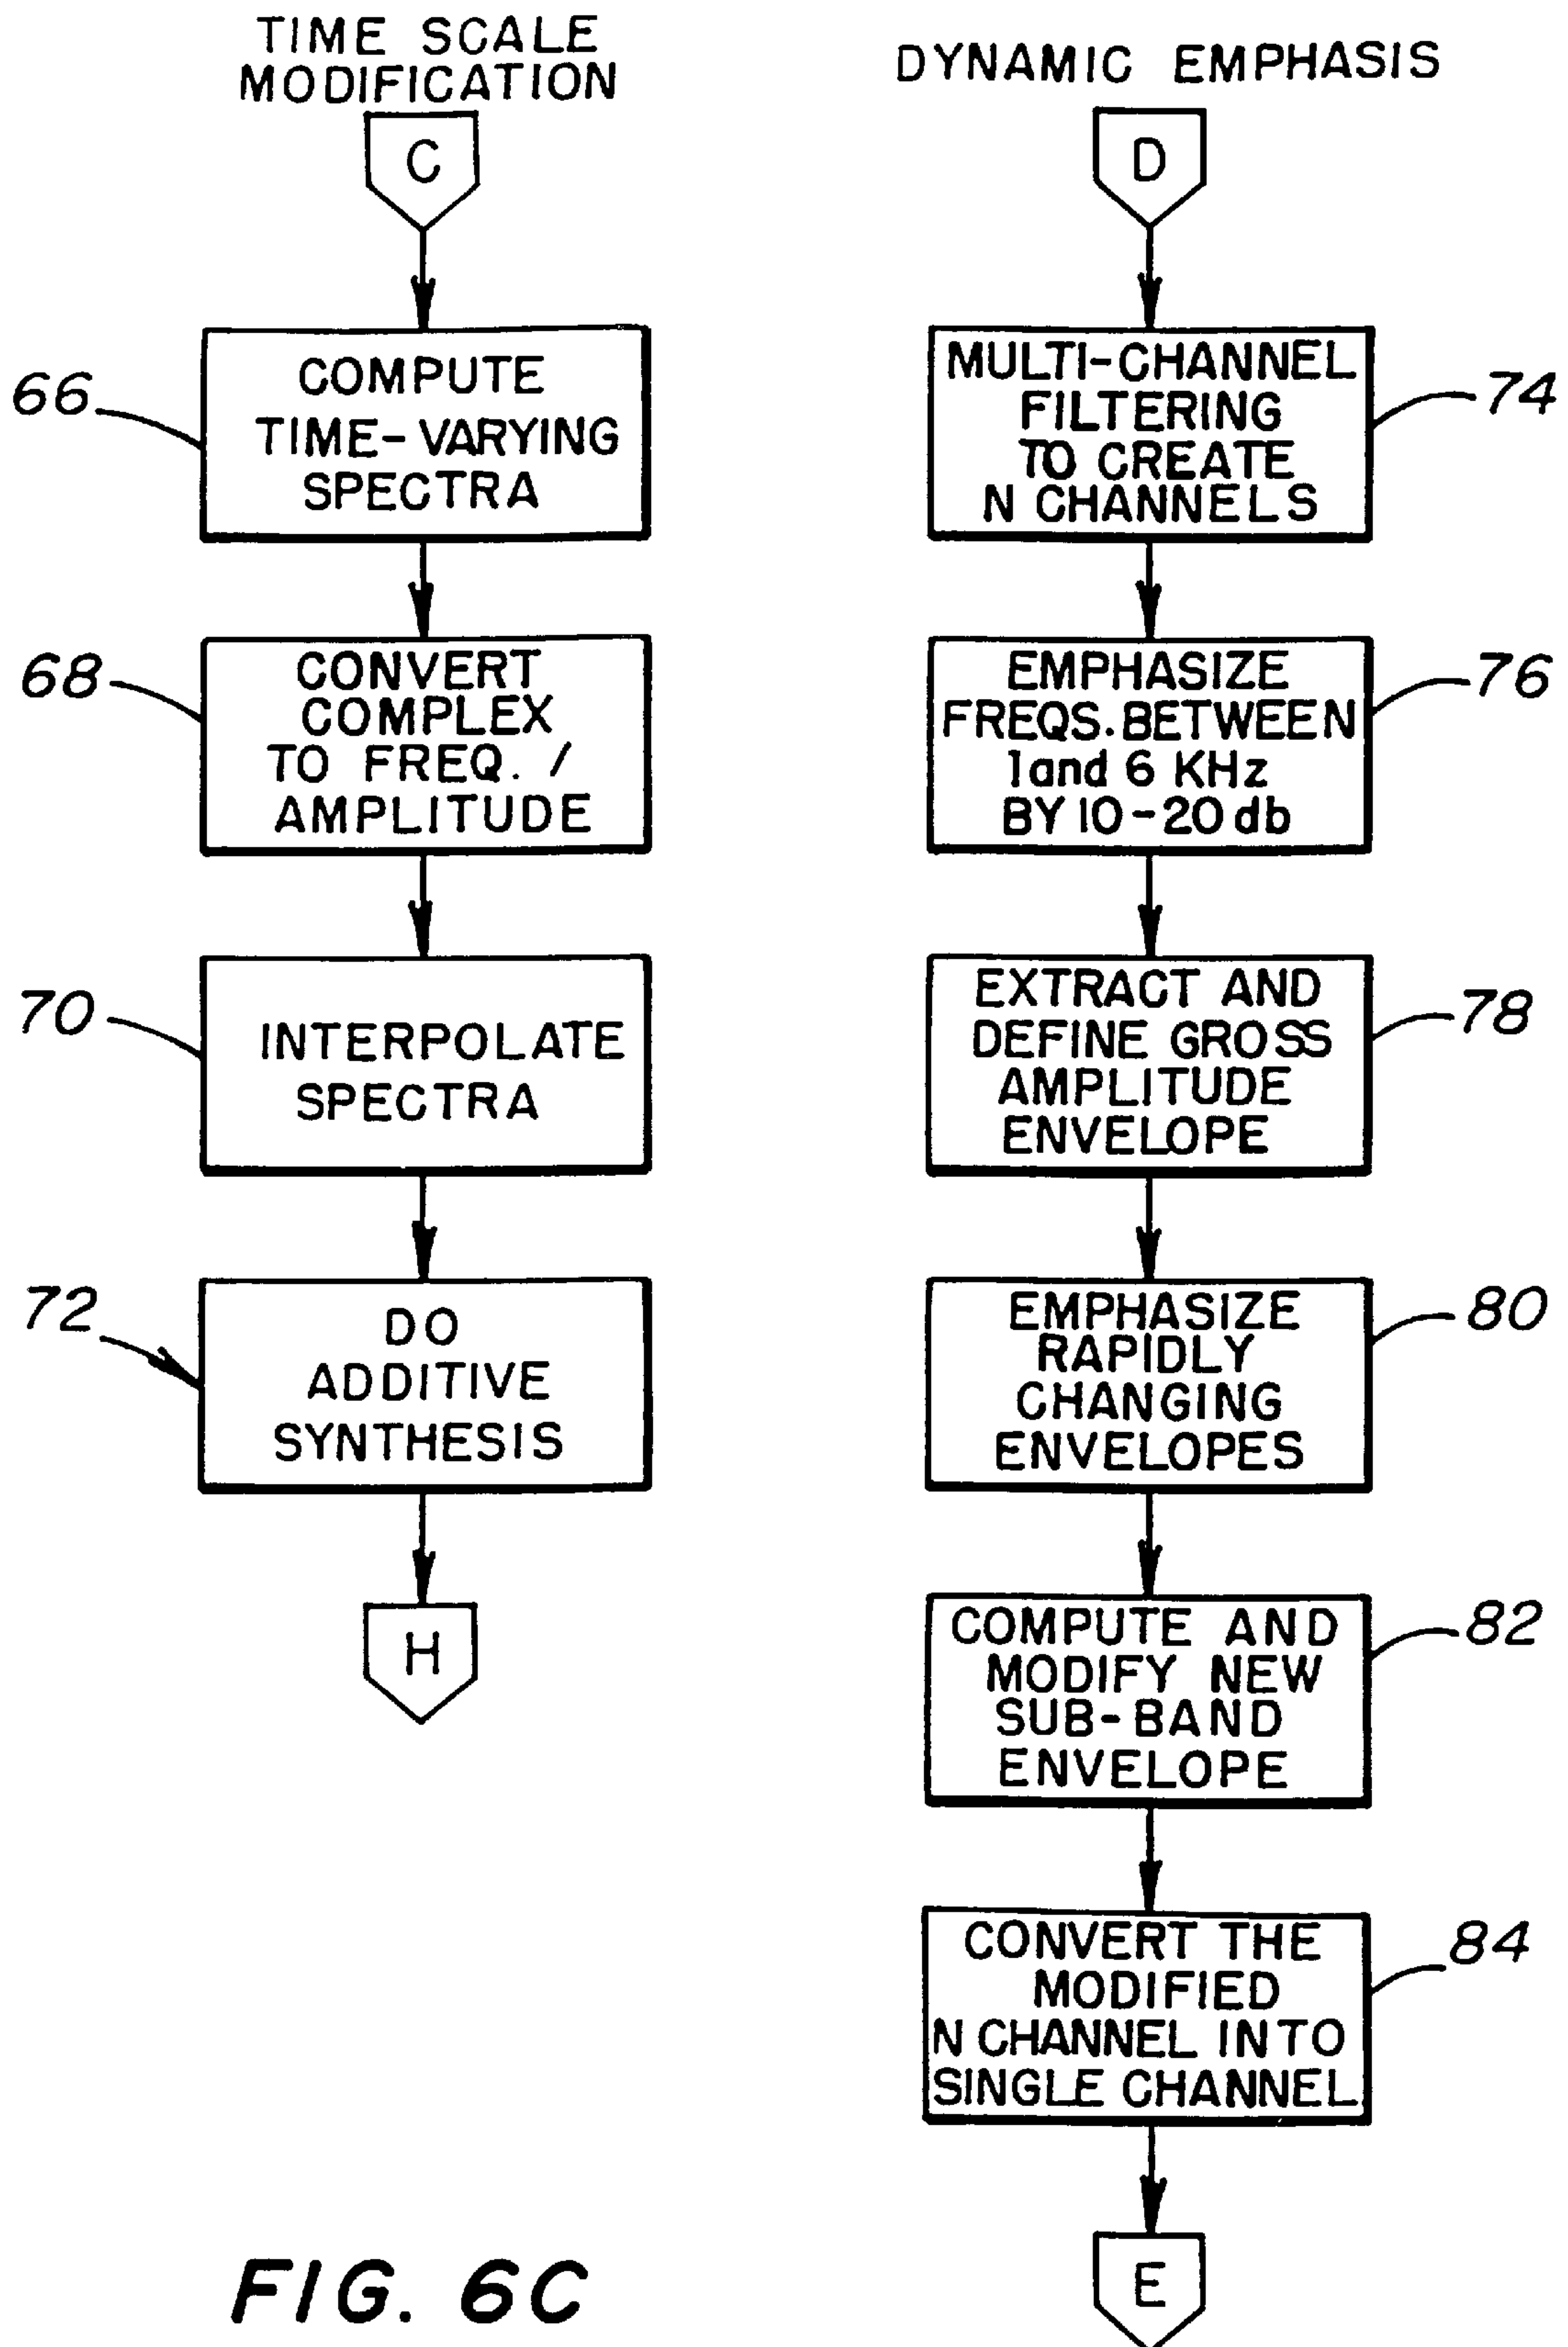 TIME SCALE
MODIFICATION
C
66
COMPUTE
TIME-VARYING
SPECTRA
68
CONVERT
COMPLEX
TO FREQ. /
AMPLITUDE
70
INTERPOLATE
SPECTRA
72
DO
ADDITIVE
SYNTHESIS
H
DYNAMIC EMPHASIS
D
74
MULTI-CHANNEL
FILTERING
TO CREATE
N CHANNELS
76
EMPHASIZE
FREQS. BETWEEN
1 and 6 KHz
BY 10-20 db
78
EXTRACT AND
DEFINE GROSS
AMPLITUDE
ENVELOPE
80
EMPHASIZE
RAPIDLY
CHANGING
ENVELOPES
82
COMPUTE AND
MODIFY NEW
SUB-BAND
ENVELOPE
84
CONVERT THE
MODIFIED
N CHANNEL INTO
SINGLE CHANNEL
E
FIG. 6C